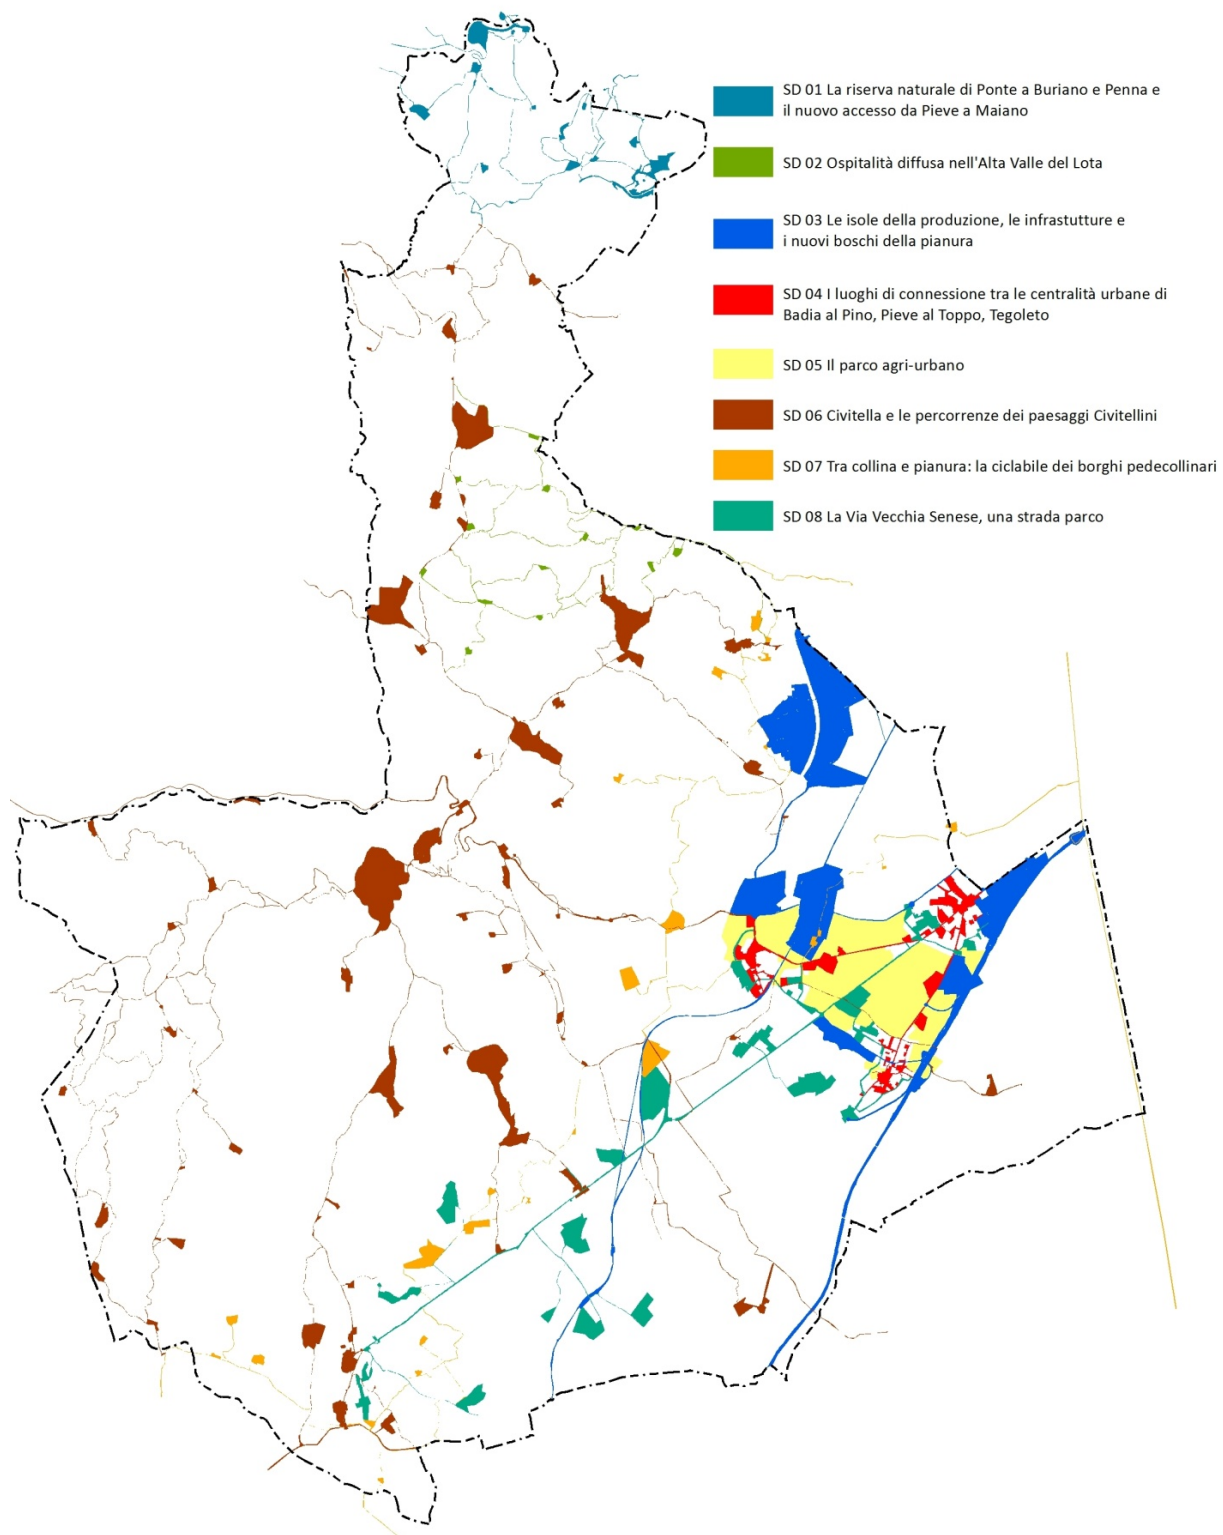 SD 01 La riserva naturale di Ponte a Buriano e Penna e
il nuovo accesso da Pieve a Maiano
SD 02 Ospitalità diffusa nell'Alta Valle del Lota
SD 03 Le isole della produzione, le infrastutture e
i nuovi boschi della pianura
SD 04 I luoghi di connessione tra le centralità urbane di
Badia al Pino, Pieve al Toppo, Tegoleto
SD 05 Il parco agri-urbano
SD 06 Civitella e le percorrenze dei paesaggi Civitellini
SD 07 Tra collina e pianura: la ciclabile dei borghi pedecollinari
SD 08 La Via Vecchia Senese, una strada parco